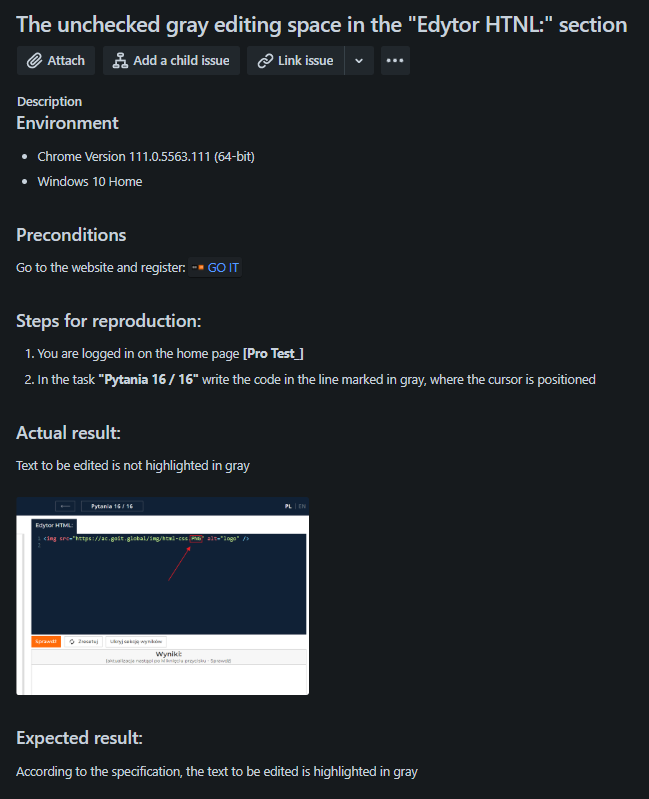 The unchecked gray editing space in the "Edytor HTNL:" section
Attach
Add a child issue
Link issue
Description
Environment
Chrome Version 111.0.5563.111 (64-bit)
Windows 10 Home
Preconditions
Go to the website and register: GO IT
Steps for reproduction:
1. You are logged in on the home page [Pro Test_]
2. In the task "Pytania 16 / 16" write the code in the line marked in gray, where the cursor is positioned
Actual result:
Text to be edited is not highlighted in gray
Pytania 16 / 16
PL | EN
Edytor HTML:
1 <img src="https://ac.goit.global/img/html-css.PNG" alt="logo" />
2
Sprawdź
Zresetuj
Ukryj sekcję wyników
Wyniki:
Expected result:
According to the specification, the text to be edited is highlighted in gray